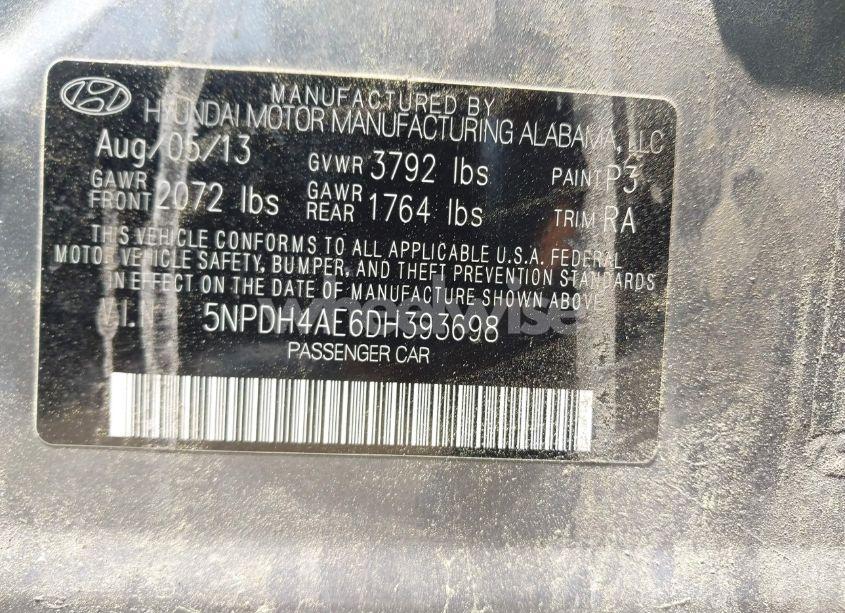 MANUFACTURED BY
HYUNDAI MOTOR MANUFACTURING ALABAMA, LLC
Aug/05/13 GVWR 3792 lbs PAINT P3
GAWR FRONT 2072 lbs GAWR REAR 1764 lbs TRIM RA
THIS VEHICLE CONFORMS TO ALL APPLICABLE U.S.A. FEDERAL
MOTOR VEHICLE SAFETY, BUMPER, AND THEFT PREVENTION STANDARDS
IN EFFECT ON THE DATE OF MANUFACTURE SHOWN ABOVE.
V.I.N 5NPDH4AE6DH393698
PASSENGER CAR